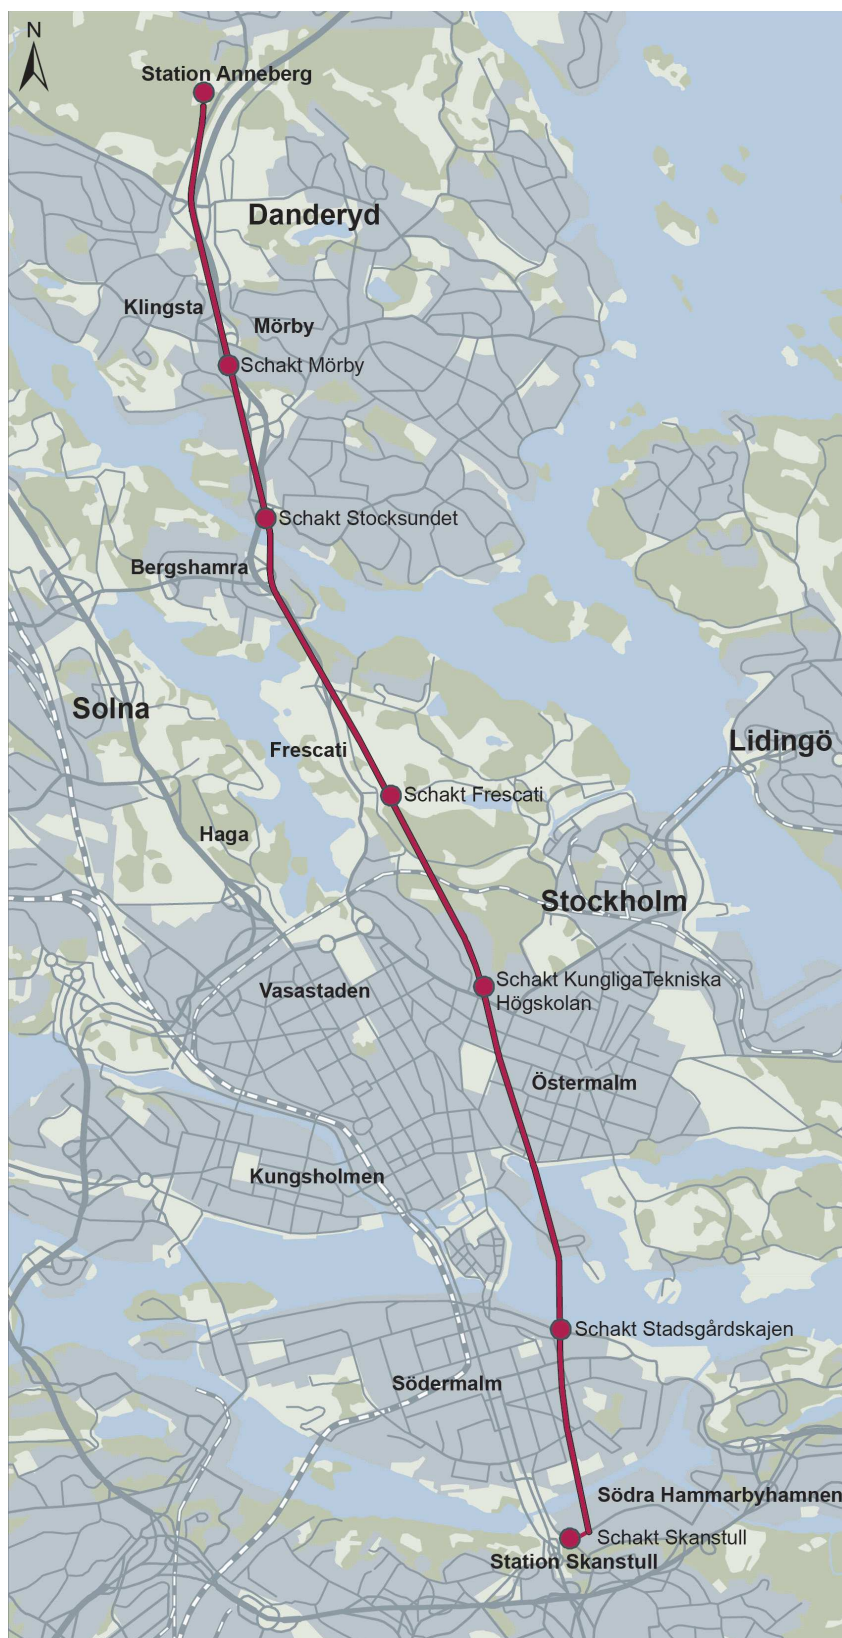 N
Station Anneberg
Danderyd
Klingsta
Mörby
Schakt Mörby
Schakt Stocksundet
Bergshamra
Solna
Lidingö
Frescati
Schakt Frescati
Haga
Stockholm
Schakt KungligaTekniska
Högskolan
Vasastaden
Östermalm
Kungsholmen
Schakt Stadsgårdskajen
Södermalm
Södra Hammarbyhamnen
Schakt Skanstull
Station Skanstull